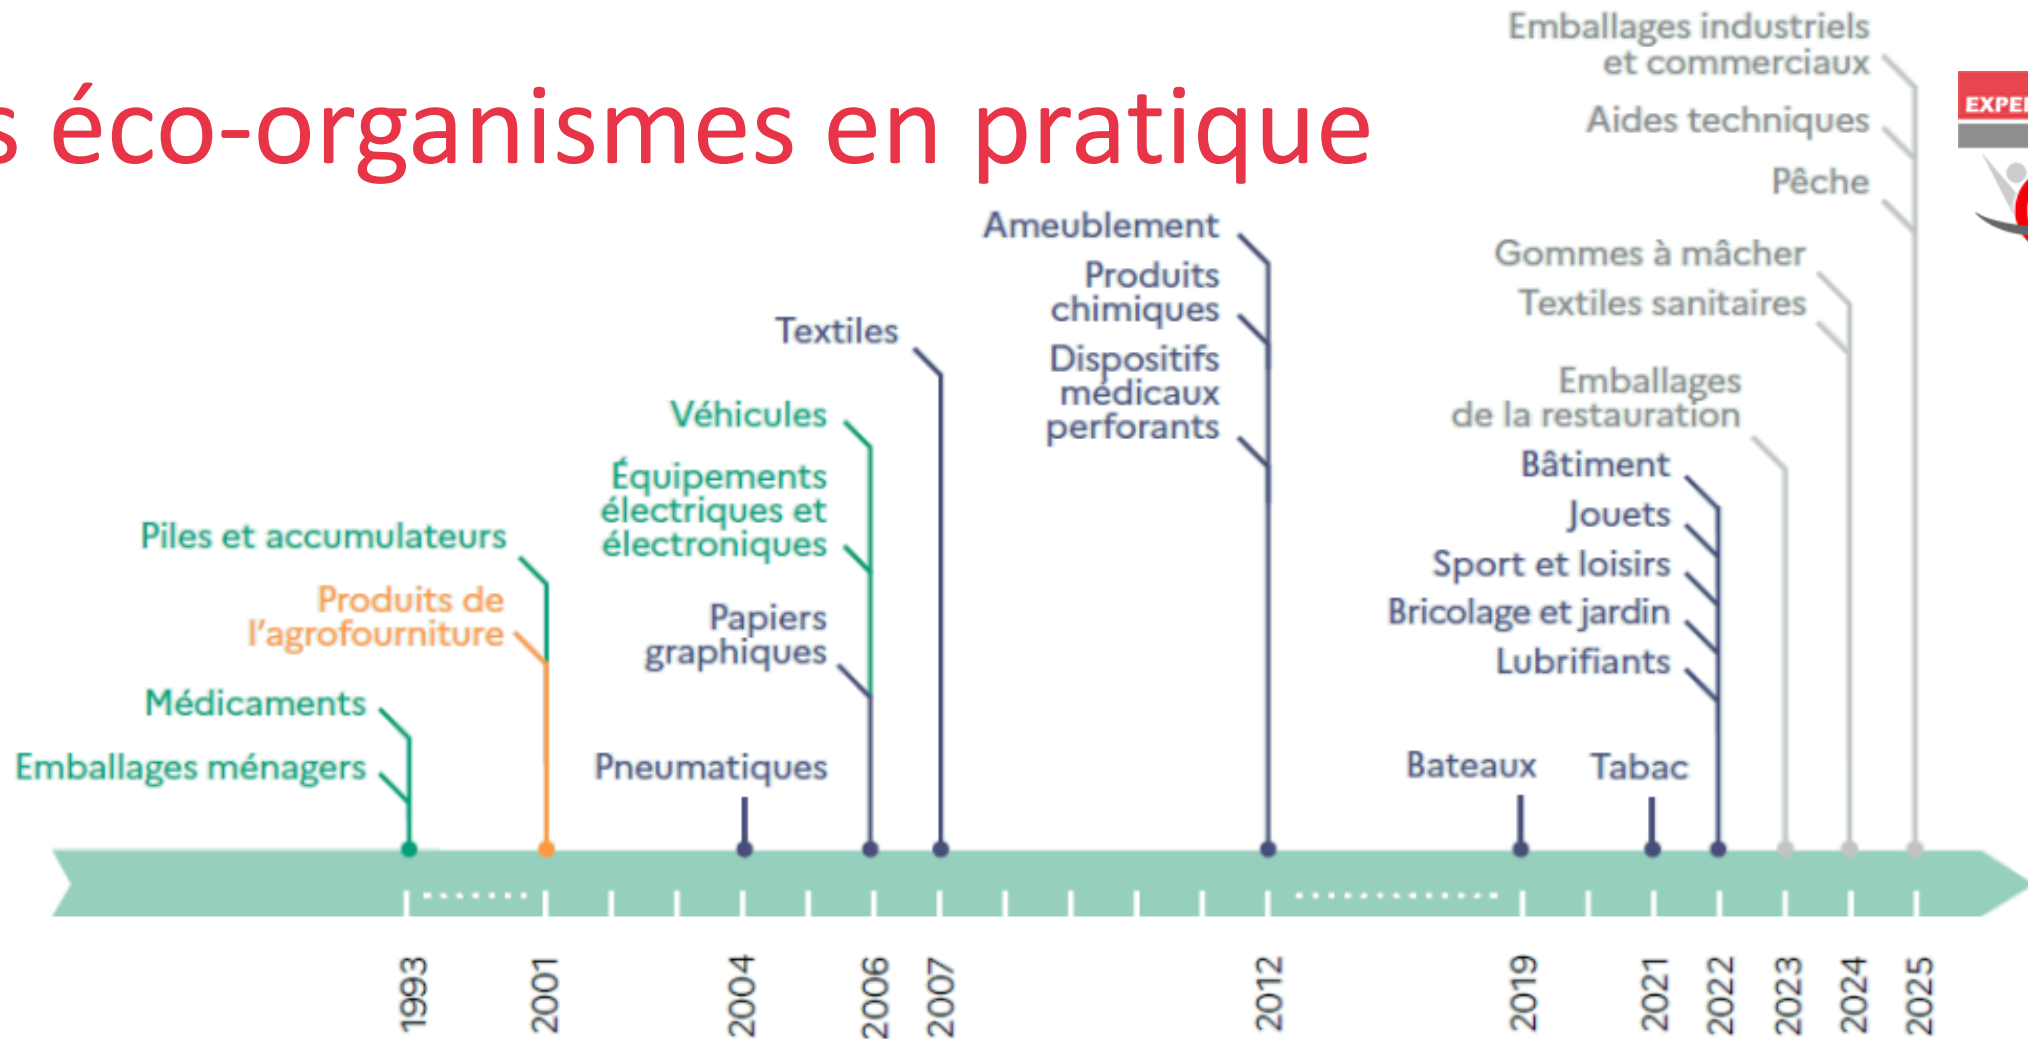 s éco-organismes en pratique
Emballages industriels
et commerciaux
Aides techniques
Pêche
Gommes à mâcher
Textiles sanitaires
Emballages
de la restauration
Ameublement
Produits
chimiques
Dispositifs
médicaux
perforants
Textiles
Véhicules
Équipements
électriques et
électroniques
Papiers
graphiques
Piles et accumulateurs
Produits de
l'agrofourniture
Médicaments
Emballages ménagers
Pneumatiques
Bâtiment
Jouets
Sport et loisirs
Bricolage et jardin
Lubrifiants
Bateaux
Tabac
1993
2001
2004
2006
2007
2012
2019
2021
2022
2023
2024
2025